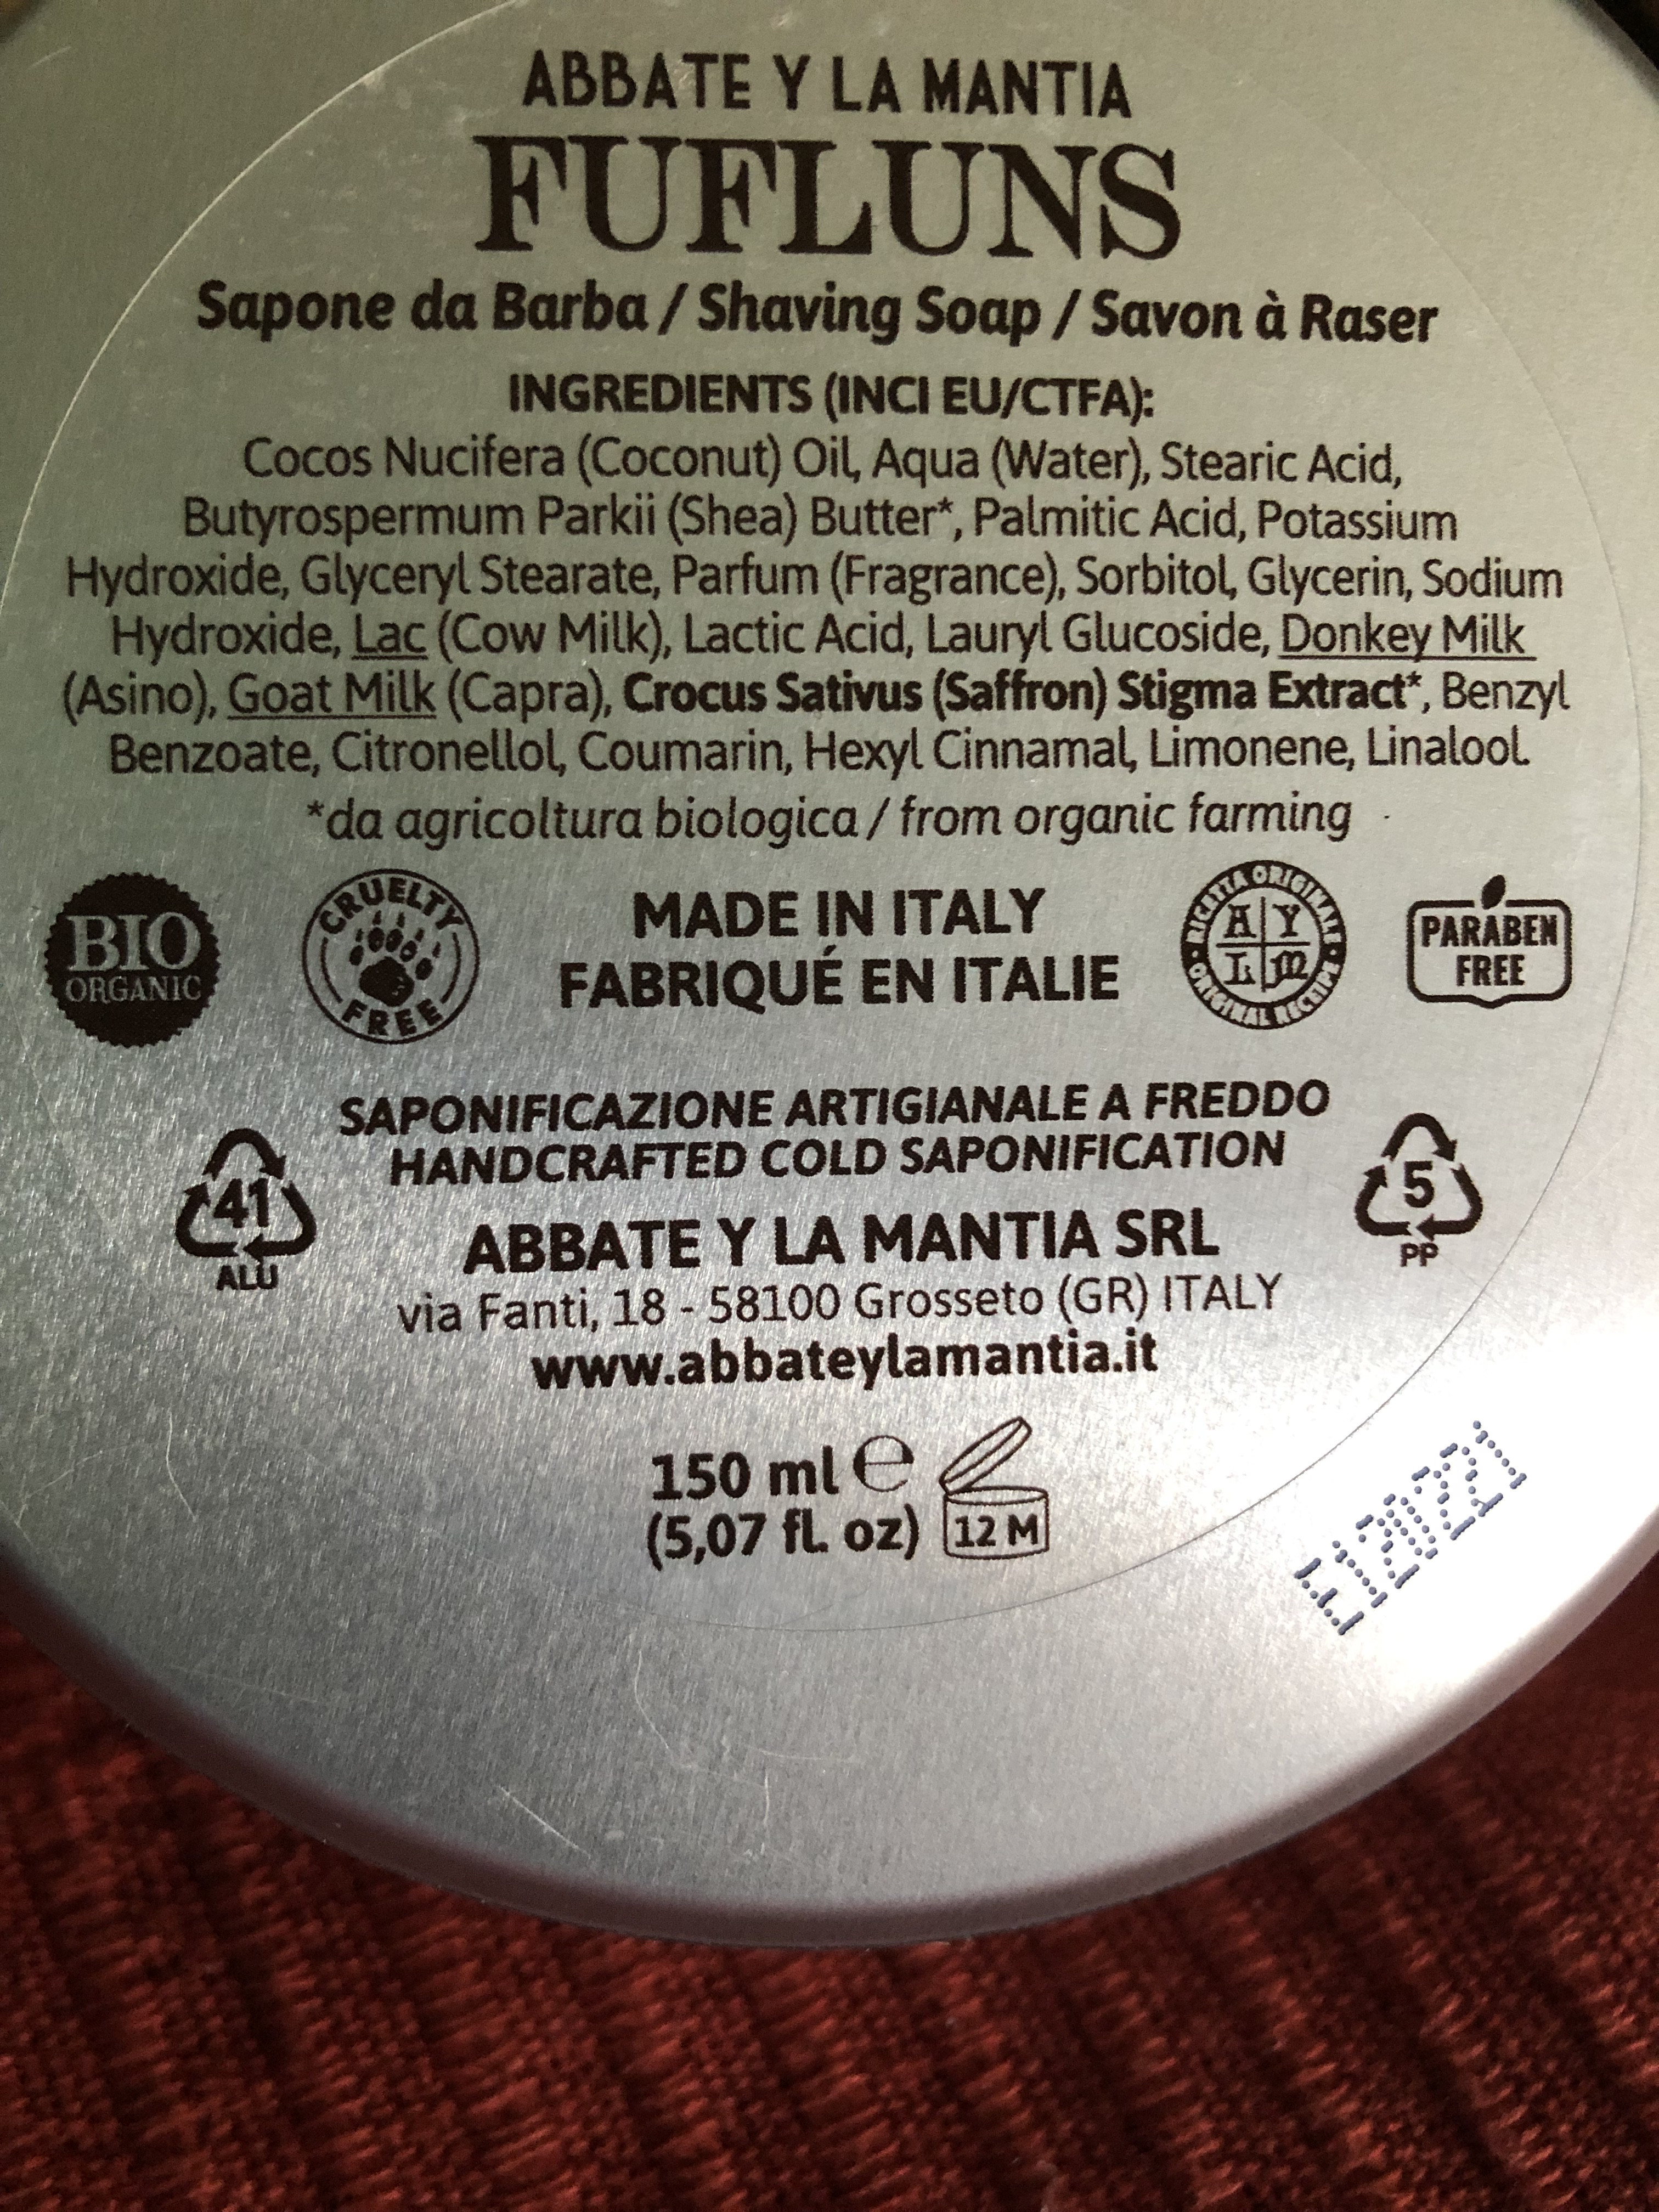 ABBATE Y LA MANTIA
FUFLUNS
Sapone da Barba / Shaving Soap / Savon à Raser
INGREDIENTS (INCI EU/CTFA):
Cocos Nucifera (Coconut) Oil, Aqua (Water), Stearic Acid,
Butyrospermum Parkii (Shea) Butter*, Palmitic Acid, Potassium
Hydroxide, Glyceryl Stearate, Parfum (Fragrance), Sorbitol, Glycerin, Sodium
Hydroxide, Lac (Cow Milk), Lactic Acid, Lauryl Glucoside, Donkey Milk
(Asino), Goat Milk (Capra), Crocus Sativus (Saffron) Stigma Extract*, Benzyl
Benzoate, Citronellol, Coumarin, Hexyl Cinnamal, Limonene, Linalool.
*da agricoltura biologica / from organic farming
BIO
ORGANIC
CRUELTY
FREE
MADE IN ITALY
FABRIQUÉ EN ITALIE
RICETTA ORIGINALE
A Y
L m
ORIGINAL RECEIPT
PARABEN
FREE
SAPONIFICAZIONE ARTIGIANALE A FREDDO
HANDCRAFTED COLD SAPONIFICATION
41
ALU
5
PP
ABBATE Y LA MANTIA SRL
via Fanti, 18 - 58100 Grosseto (GR) ITALY
www.abbateylamantia.it
150 ml ℮
(5,07 fl. oz)
12 M